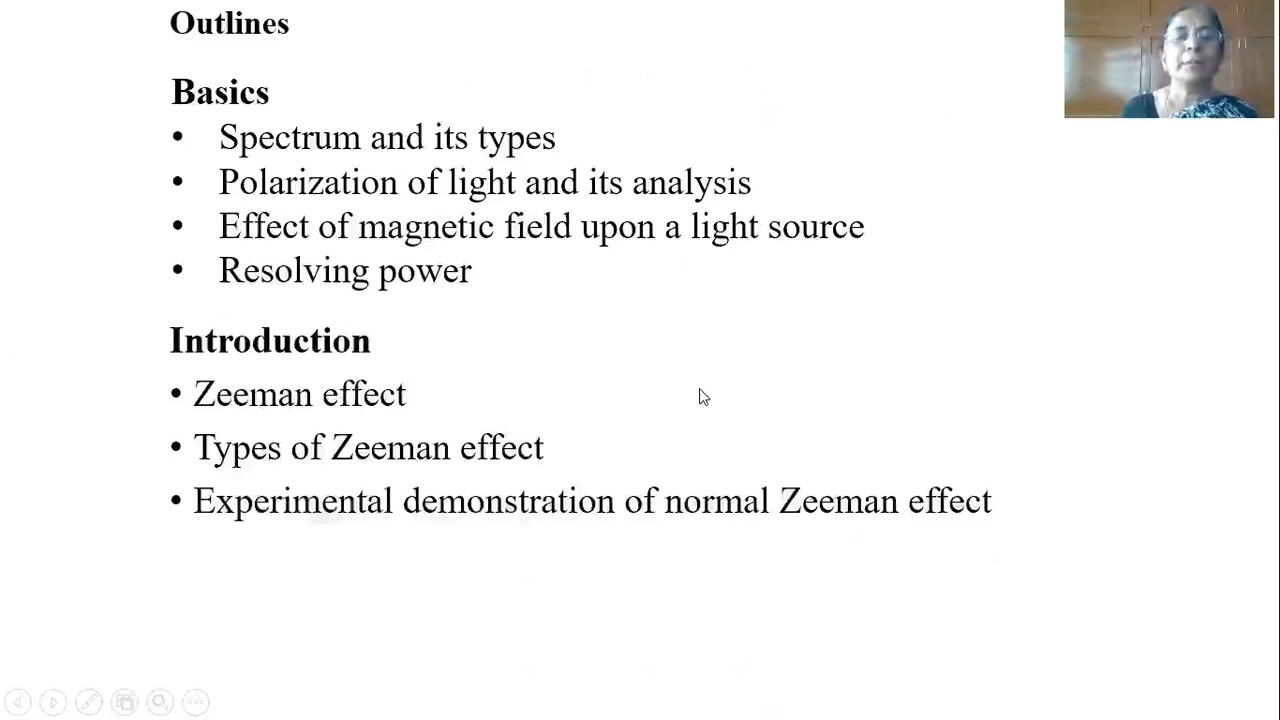 Outlines
Basics
• Spectrum and its types
• Polarization of light and its analysis
• Effect of magnetic field upon a light source
• Resolving power
Introduction
• Zeeman effect
• Types of Zeeman effect
• Experimental demonstration of normal Zeeman effect